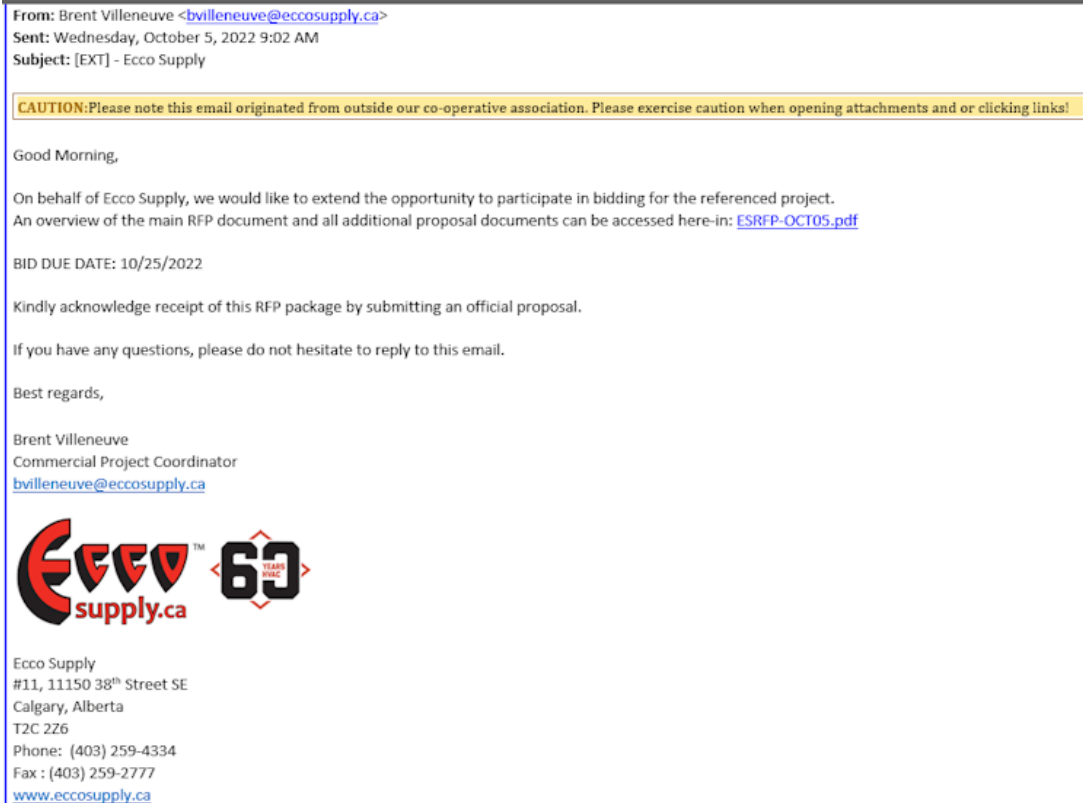 From: Brent Villeneuve <bvilleneuve@eccosupply.ca>
Sent: Wednesday, October 5, 2022 9:02 AM
Subject: [EXT] - Ecco Supply
CAUTION:Please note this email originated from outside our co-operative association. Please exercise caution when opening attachments and or clicking links!
Good Morning,
On behalf of Ecco Supply, we would like to extend the opportunity to participate in bidding for the referenced project.
An overview of the main RFP document and all additional proposal documents can be accessed here-in: ESRFP-OCT05.pdf
BID DUE DATE: 10/25/2022
Kindly acknowledge receipt of this RFP package by submitting an official proposal.
If you have any questions, please do not hesitate to reply to this email.
Best regards,
Brent Villeneuve
Commercial Project Coordinator
bvilleneuve@eccosupply.ca
Ecco™
supply.ca
60
YEARS
HVAC
Ecco Supply
#11, 11150 38th Street SE
Calgary, Alberta
T2C 2Z6
Phone:  (403) 259-4334
Fax : (403) 259-2777
www.eccosupply.ca